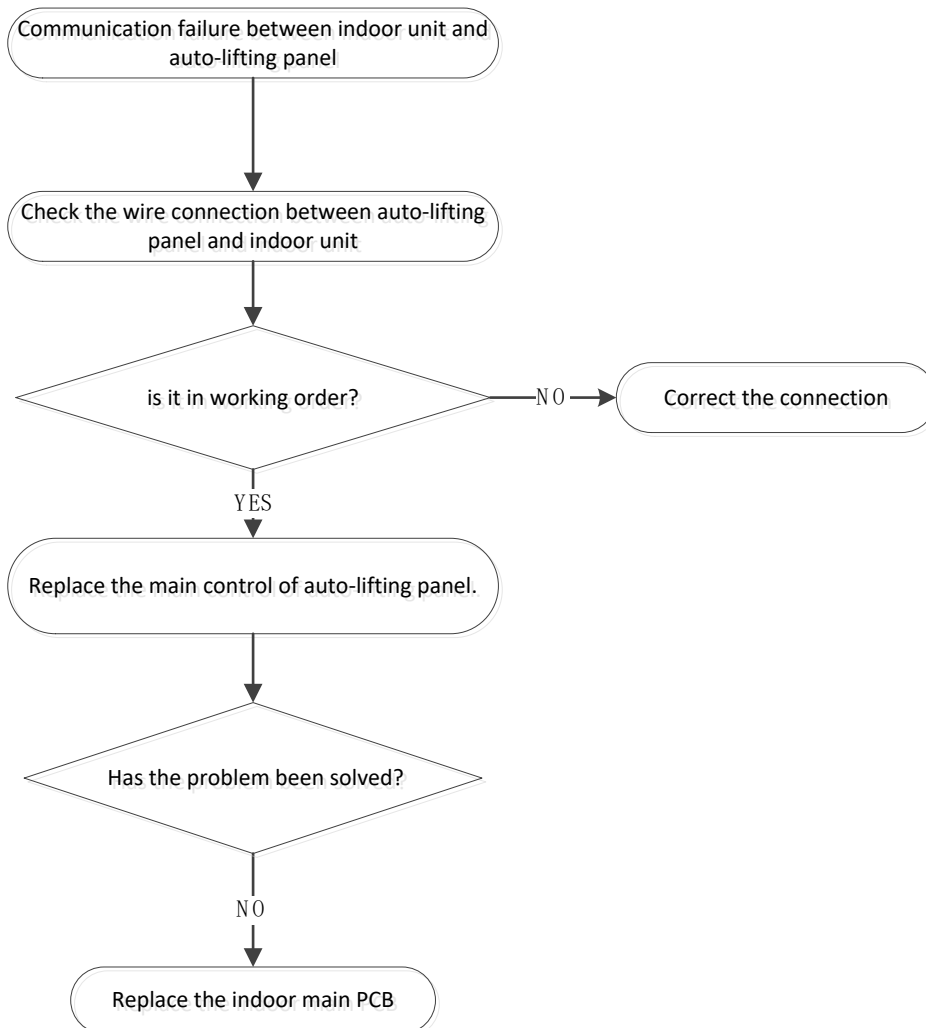 Communication failure between indoor unit and
auto-lifting panel
Check the wire connection between auto-lifting
panel and indoor unit
is it in working order?
NO
Correct the connection
YES
Replace the main control of auto-lifting panel.
Has the problem been solved?
NO
Replace the indoor main PCB